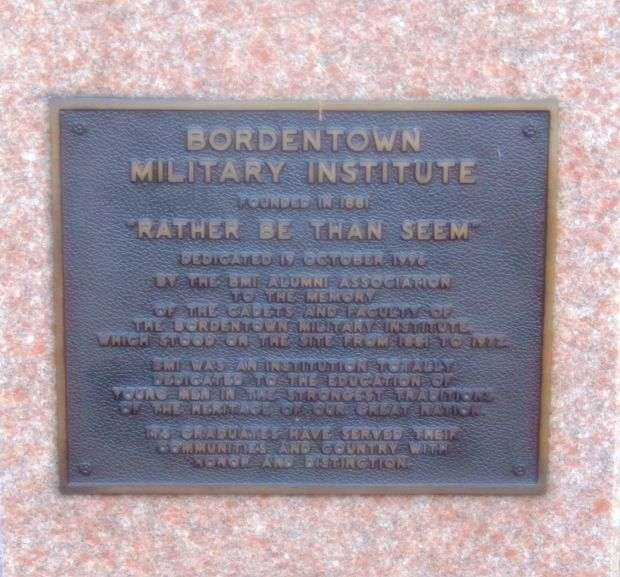 BORDENTOWN
MILITARY INSTITUTE
FOUNDED IN 1881
"RATHER BE THAN SEEM"
DEDICATED 19 OCTOBER 1996
BY THE BMI ALUMNI ASSOCIATION
TO THE MEMORY
OF THE CADETS AND FACULTY OF
THE BORDENTOWN MILITARY INSTITUTE,
WHICH STOOD ON THE SITE FROM 1881 TO 1972.
BMI WAS AN INSTITUTION TOTALLY
DEDICATED TO THE EDUCATION OF
YOUNG MEN IN THE STRONGEST TRADITIONS
OF THE HERITAGE OF OUR GREAT NATION
ITS GRADUATES HAVE SERVED THEIR
COMMUNITIES AND COUNTRY WITH
HONOR AND DISTINCTION.